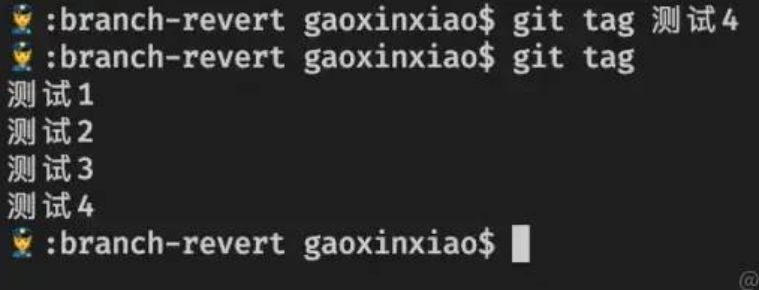 👮:branch-revert gaoxinxiao$ git tag 测试4
👮:branch-revert gaoxinxiao$ git tag
测试1
测试2
测试3
测试4
👮:branch-revert gaoxinxiao$
@